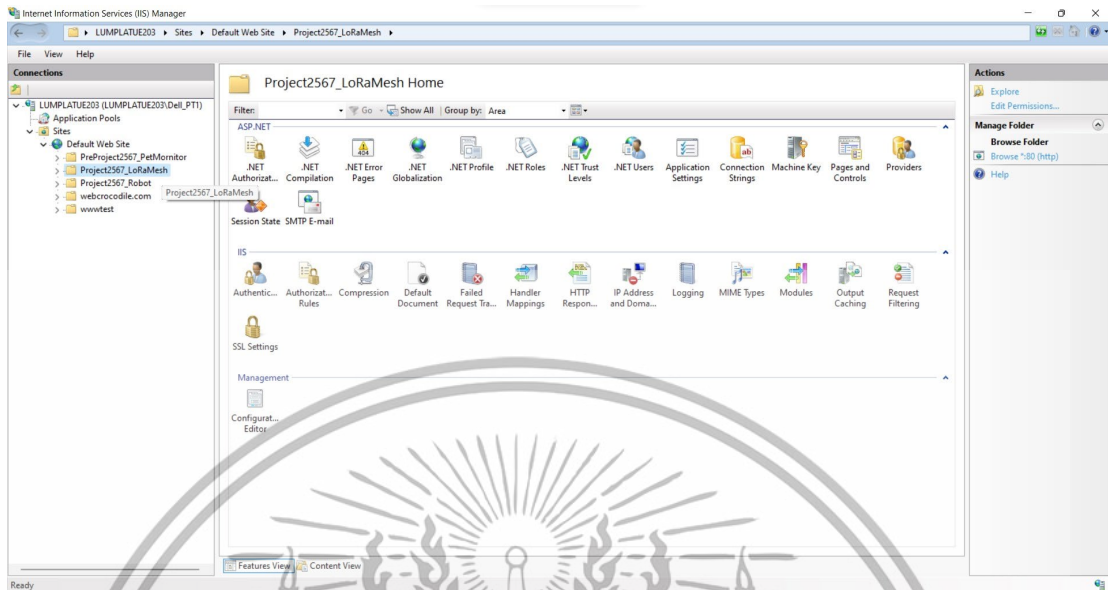 Internet Information Services (IIS) Manager
LUMPLATUE203 Sites Default Web Site Project2567_LoRaMesh
File View Help
Connections
LUMPLATUE203 (LUMPLATUE203\Dell_PT1)
Application Pools
Sites
Default Web Site
PreProject2567_PetMornitor
Project2567_LoRaMesh
Project2567_Robot
Project2567_LoRaMesh
webcrocodile.com
wwwtest
Project2567_LoRaMesh Home
Filter: Go Show All Group by: Area
ASP.NET
.NET Authorizat...
.NET Compilation
.NET Error Pages
.NET Globalization
.NET Profile
.NET Roles
.NET Trust Levels
.NET Users
Application Settings
Connection Strings
Machine Key
Pages and Controls
Providers
Session State
SMTP E-mail
IIS
Authentic...
Authorizat... Rules
Compression
Default Document
Failed Request Tra...
Handler Mappings
HTTP Respon...
IP Address and Doma...
Logging
MIME Types
Modules
Output Caching
Request Filtering
SSL Settings
Management
Configurat... Editor
Features View Content View
Actions
Explore
Edit Permissions...
Manage Folder
Browse Folder
Browse *:80 (http)
Help
Ready